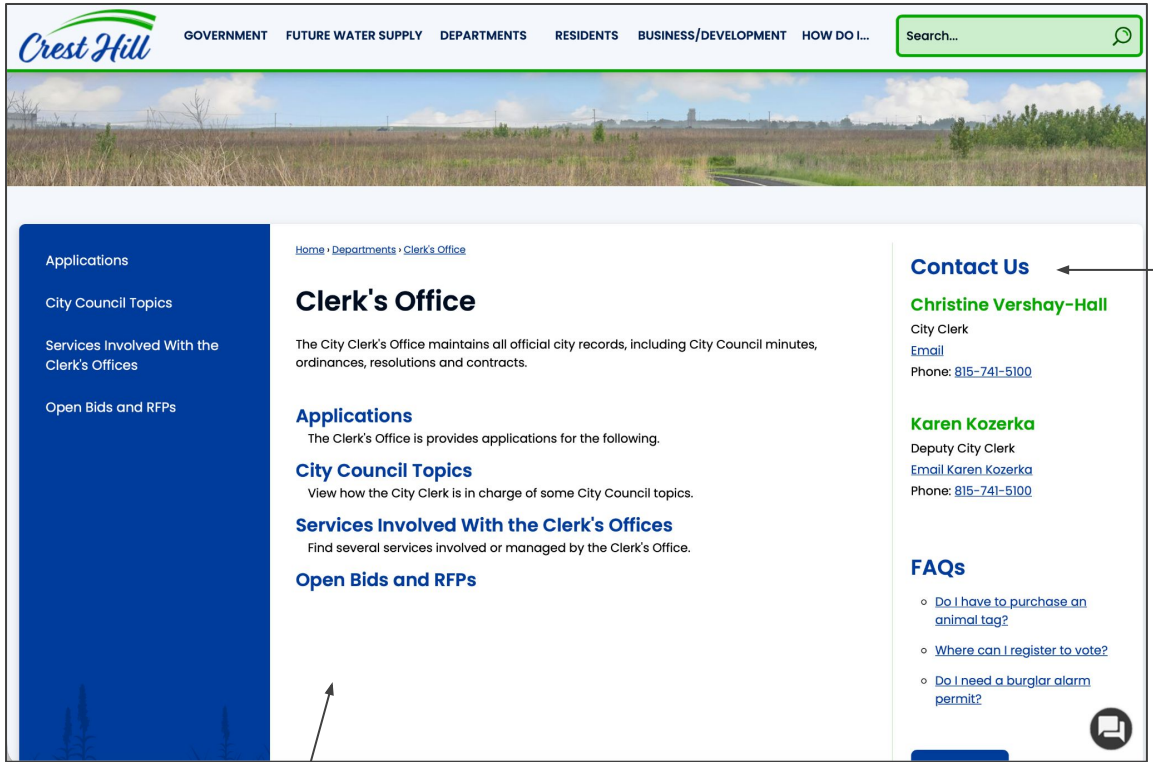 Crest Hill
GOVERNMENT FUTURE WATER SUPPLY DEPARTMENTS RESIDENTS BUSINESS/DEVELOPMENT HOW DO I...
Search...
Applications
City Council Topics
Services Involved With the
Clerk's Offices
Open Bids and RFPs
Home › Departments › Clerk's Office
Clerk's Office
The City Clerk's Office maintains all official city records, including City Council minutes,
ordinances, resolutions and contracts.
Applications
The Clerk's Office is provides applications for the following.
City Council Topics
View how the City Clerk is in charge of some City Council topics.
Services Involved With the Clerk's Offices
Find several services involved or managed by the Clerk's Office.
Open Bids and RFPs
Contact Us
Christine Vershay-Hall
City Clerk
Email
Phone: 815-741-5100
Karen Kozerka
Deputy City Clerk
Email Karen Kozerka
Phone: 815-741-5100
FAQs
Do I have to purchase an
animal tag?
Where can I register to vote?
Do I need a burglar alarm
permit?